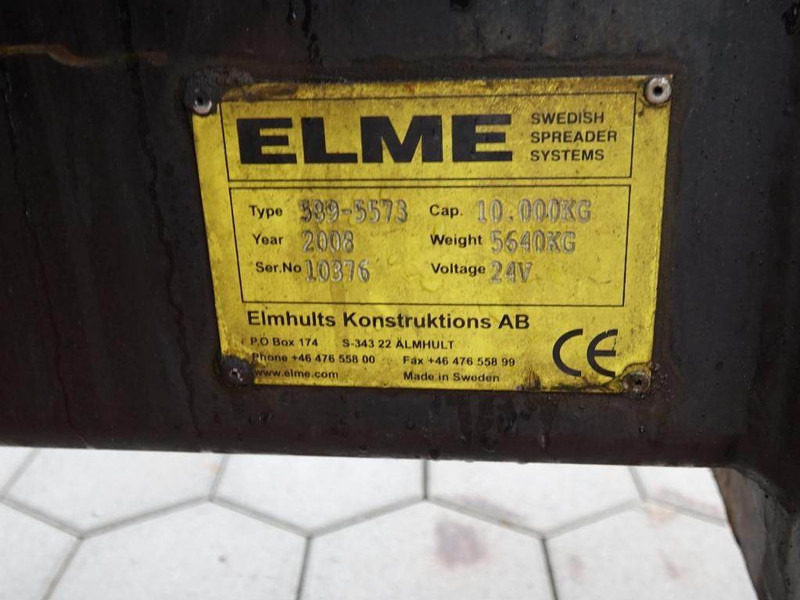 ELME
SWEDISH
SPREADER
SYSTEMS
Type 589-5573 Cap. 10.000KG
Year 2008 Weight 5640KG
Ser.No 10376 Voltage 24V
Elmhults Konstruktions AB
P.O Box 174 S-343 22 ÄLMHULT
Phone +46 476 558 00 Fax +46 476 558 99
www.elme.com Made in Sweden
CE